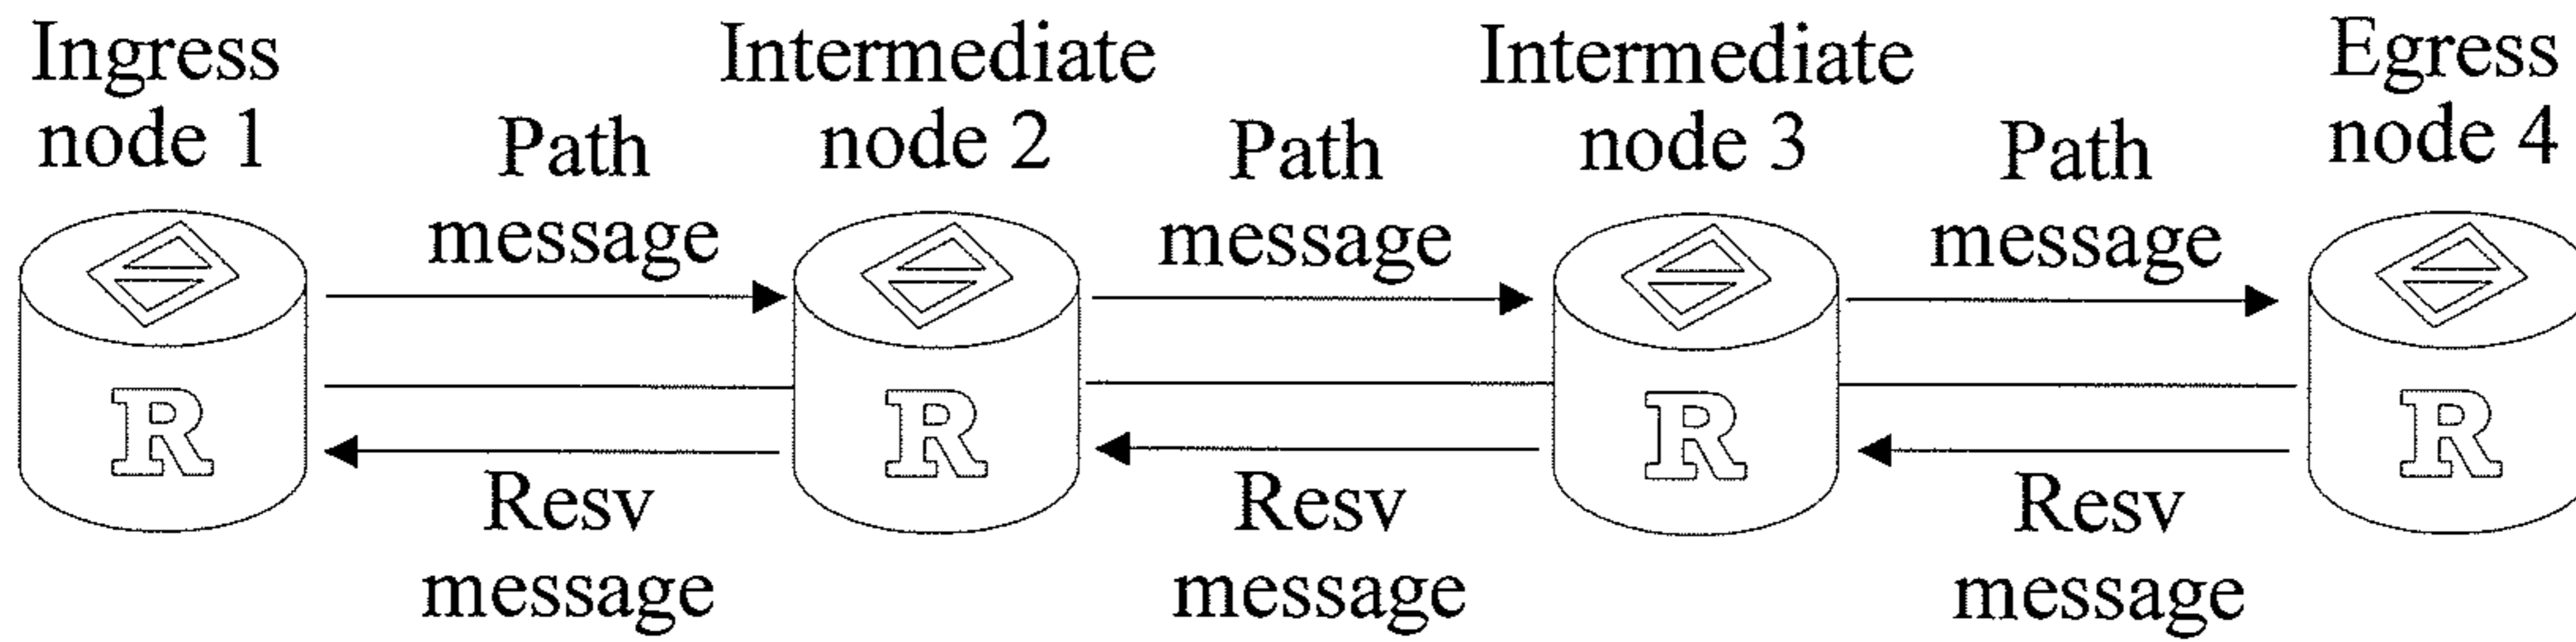 Ingress
node 1
Path
message
Intermediate
node 2
Path
message
Intermediate
node 3
Path
message
Egress
node 4
R
R
R
R
Resv
message
Resv
message
Resv
message